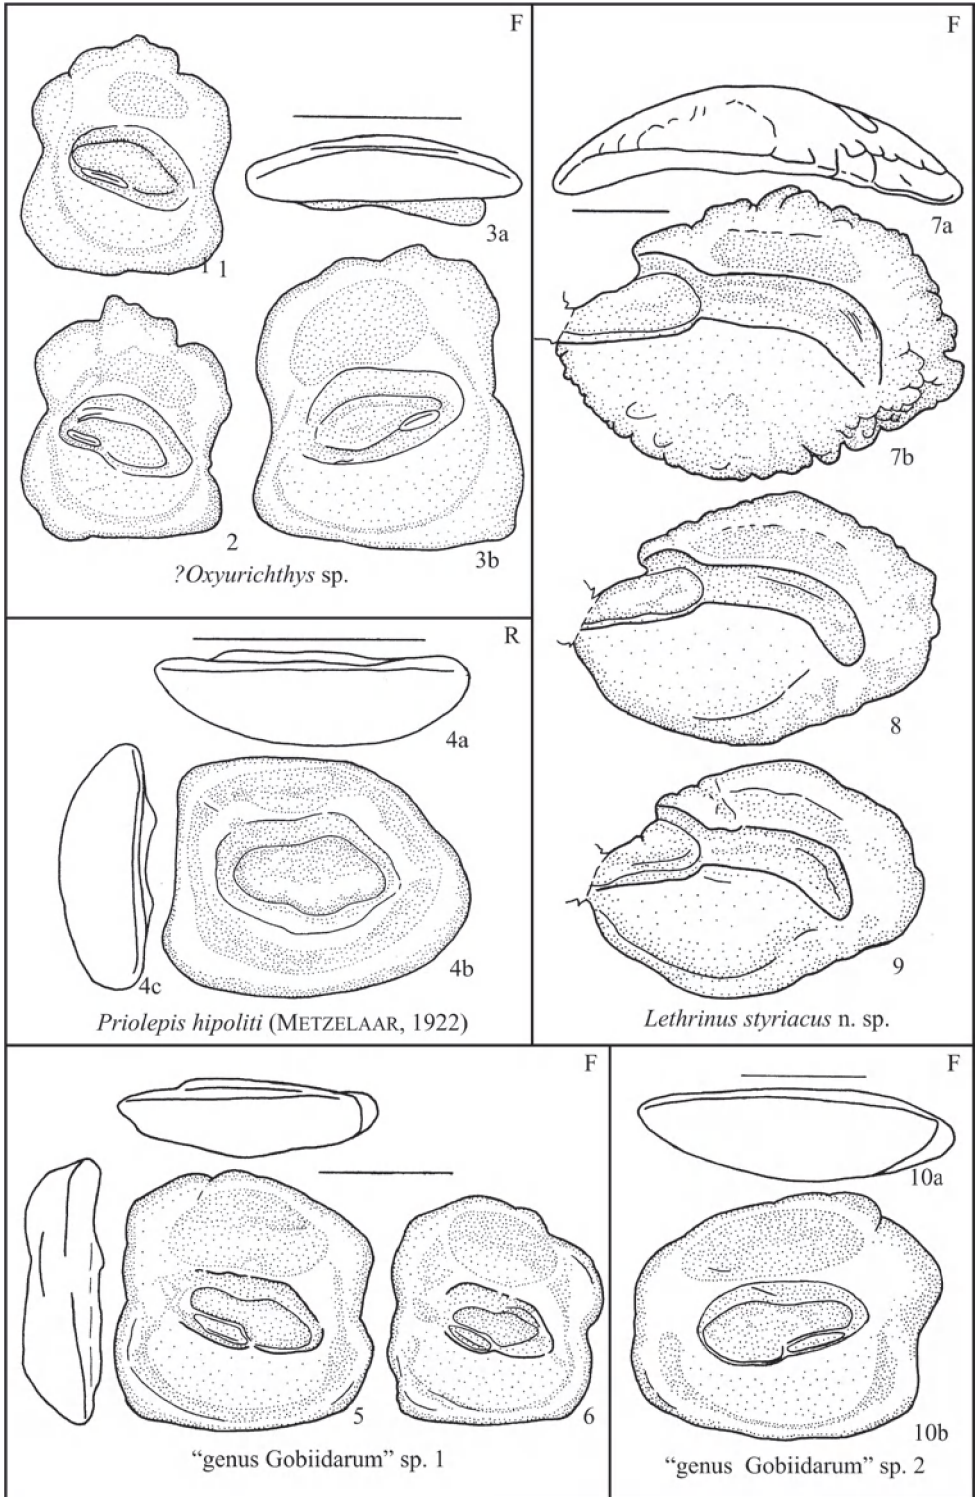 F
1
3a
2
3b
?Oxyurichthys sp.
F
7a
7b
8
9
Lethrinus styriacus n. sp.
R
4a
4b
4c
Priolepis hipoliti (METZELAAR, 1922)
F
5
6
“genus Gobiidarum” sp. 1
F
10a
10b
“genus Gobiidarum” sp. 2